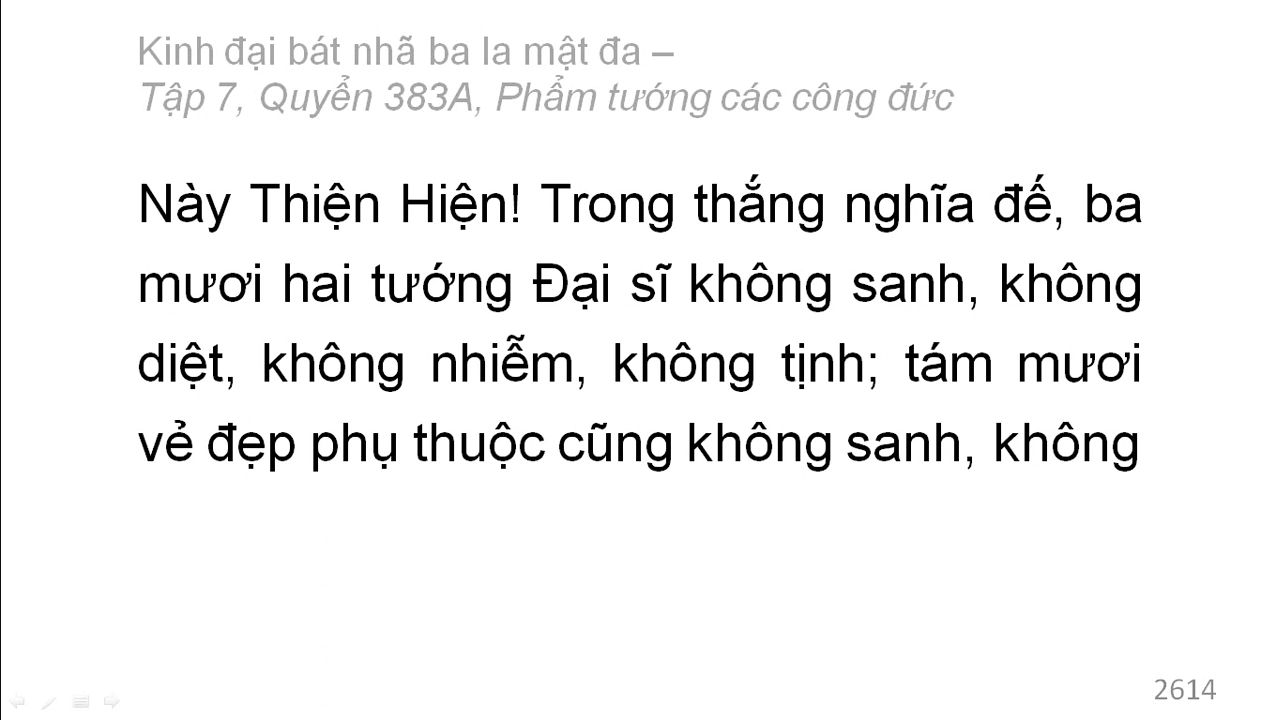 Kinh đại bát nhã ba la mật đa –
Tập 7, Quyển 383A, Phẩm tướng các công đức
Này Thiện Hiện! Trong thắng nghĩa đế, ba
mươi hai tướng Đại sĩ không sanh, không
diệt, không nhiễm, không tịnh; tám mươi
vẻ đẹp phụ thuộc cũng không sanh, không
2614